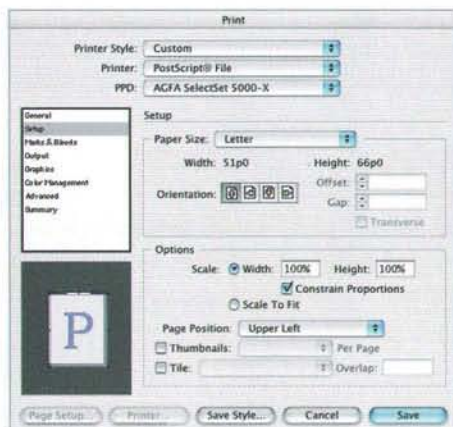 Print
Printer Style: Custom
Printer: PostScript® File
PPD: AGFA SelectSet 5000-X
General
Setup
Marks & Bleeds
Output
Graphics
Color Management
Advanced
Summary
Setup
Paper Size: Letter
Width: 51p0 Height: 66p0
Orientation:
Offset:
Gap:
Transverse
Options
Scale: Width: 100% Height: 100%
Constrain Proportions
Scale To Fit
Page Position: Upper Left
Thumbnails: Per Page
Tile: Overlap:
P
Page Setup... Printer... Save Style... Cancel Save